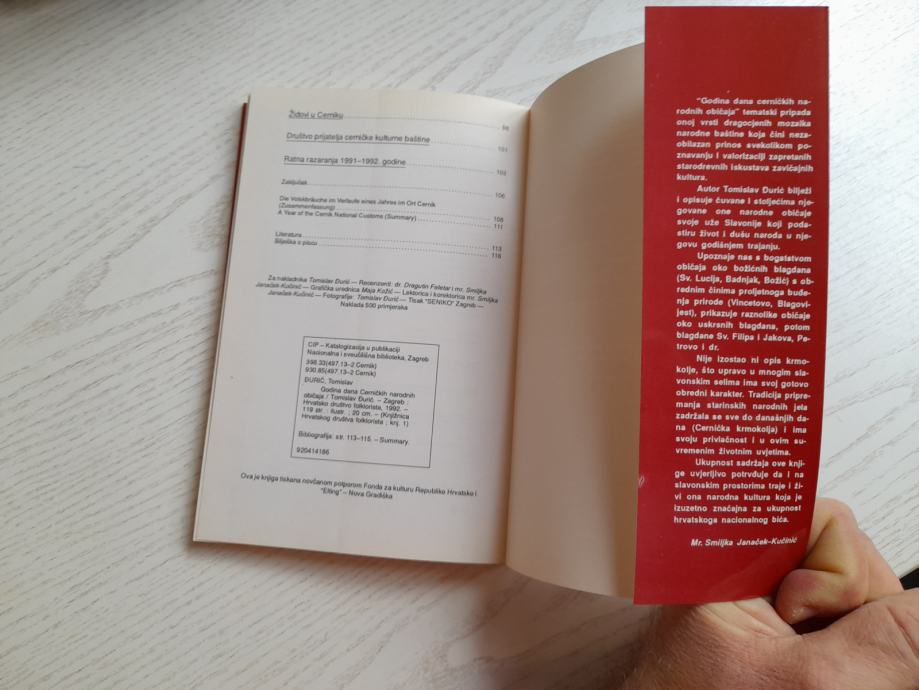 Židovi u Cerniku 98
Društvo prijatelja cerničke kulturne baštine 101
Ratna razaranja 1991–1992. godine 103
Zaključak 106
Die Volskbräuche im Verlaufe eines Jahres im Ort Cernik
(Zusammenfassung) 108
A Year of the Cernik National Customs (Summary) 111
Literatura 113
Bilješka o piscu 116
Za nakladnika Tomislav Đurić — Recenzenti: dr. Dragutin Feletar i mr. Smiljka
Janaček-Kučinić — Grafička urednica Maja Kožić — Lektorica i korektorica mr. Smiljka
Janaček-Kučinić — Fotografije: Tomislav Đurić — Tisak "SENIKO" Zagreb —
Naklada 500 primjeraka
CIP – Katalogizacija u publikaciji
Nacionalna i sveučilišna biblioteka, Zagreb
398.33(497.13–2 Cernik)
930.85(497.13–2 Cernik)
ĐURIĆ, Tomislav
Godina dana Cerničkih narodnih
običaja / Tomislav Đurić. – Zagreb :
Hrvatsko društvo folklorista, 1992. –
119 str. : ilustr. ; 20 cm. – (Knjižnica
Hrvatskog društva folklorista ; knj. 1)
Bibliografija: str. 113–115. – Summary.
920414186
Ova je knjiga tiskana novčanom potporom Fonda za kulturu Republike Hrvatske i
"Elting" – Nova Gradiška
"Godina dana cerničkih na-
rodnih običaja" tematski pripada
onoj vrsti dragocjenih mozaika
narodne baštine koja čini neza-
obilazan prinos svekolikom po-
znavanju i valorizaciji zapretanih
starodrevnih iskustava zavičajnih
kultura.
Autor Tomislav Đurić bilježi
i opisuje čuvane i stoljećima nje-
govane one narodne običaje
svoje uže Slavonije koji poda-
stiru život i dušu naroda u nje-
govu godišnjem trajanju.
Upoznaje nas s bogatstvom
običaja oko božićnih blagdana
(Sv. Lucija, Badnjak, Božić) s ob-
rednim činima proljetnoga buđe-
nja prirode (Vincetovo, Blagovi-
jest), prikazuje raznolike običaje
oko uskrsnih blagdana, potom
blagdane Sv. Filipa i Jakova, Pe-
trovo i dr.
Nije izostao ni opis krmo-
kolje, što upravo u mnogim sla-
vonskim selima ima svoj gotovo
obredni karakter. Tradicija pripre-
manja starinskih narodnih jela
zadržala se sve do današnjih da-
na (Cernička krmokolja) i ima
svoju privlačnost i u ovim su-
vremenim životnim uvjetima.
Ukupnost sadržaja ove knji-
ge uvjerljivo potvrđuje da i na
slavonskim prostorima traje i ži-
vi ona narodna kultura koja je
izuzetno značajna za ukupnost
hrvatskoga nacionalnog bića.
Mr. Smiljka Janaček–Kučinić